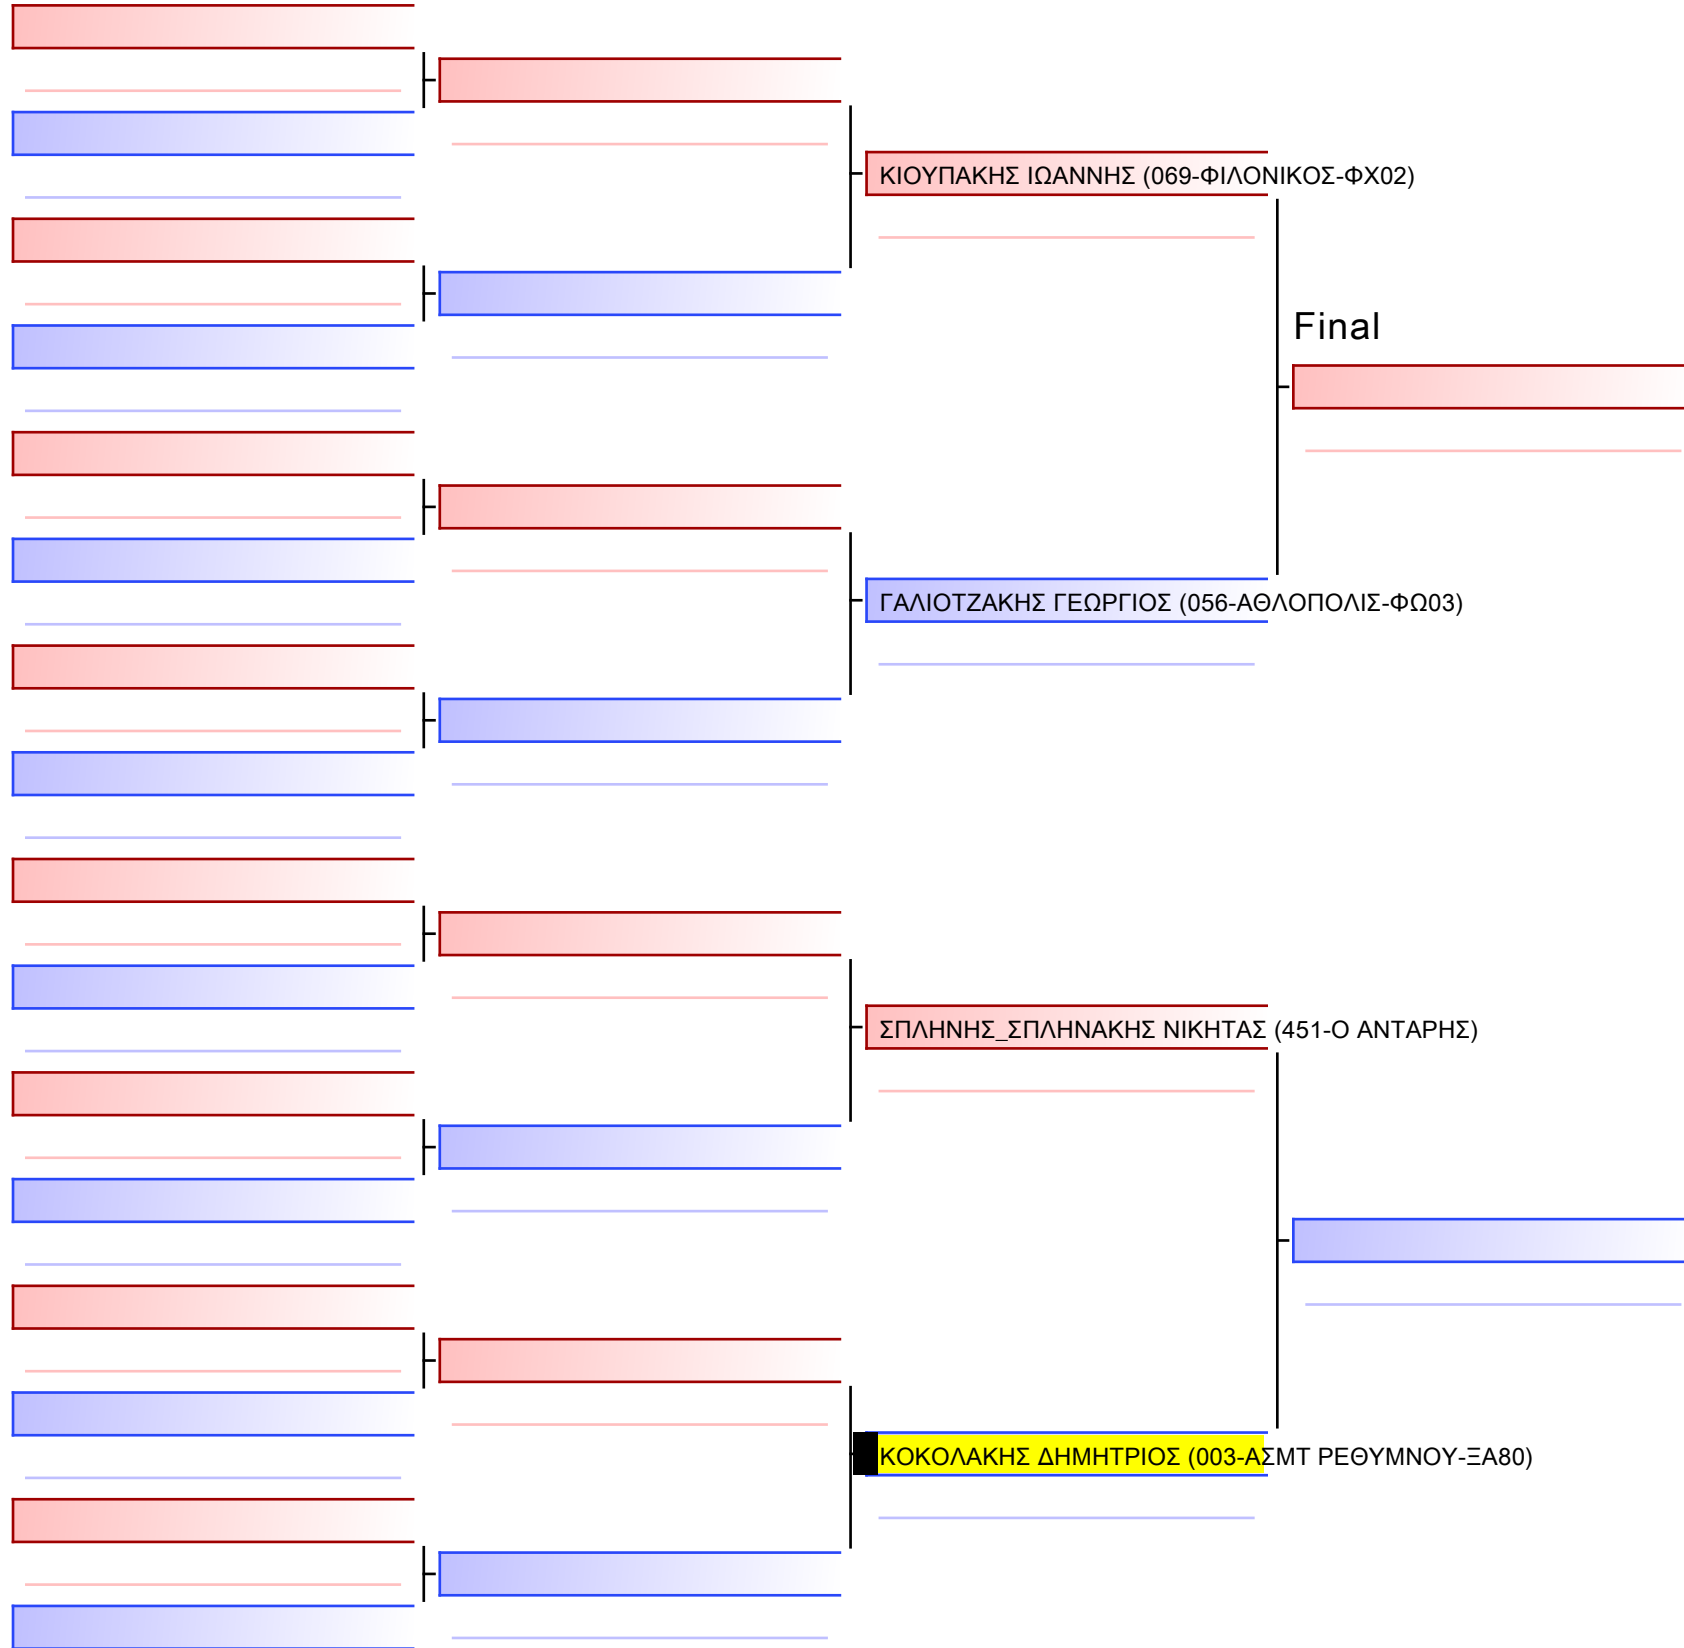 ΚΙΟΥΠΑΚΗΣ ΙΩΑΝΝΗΣ (069-ΦΙΛΟΝΙΚΟΣ-ΦΧ02)
Final
ΓΑΛΙΟΤΖΑΚΗΣ ΓΕΩΡΓΙΟΣ (056-ΑΘΛΟΠΟΛΙΣ-ΦΩ03)
ΣΠΛΗΝΗΣ_ΣΠΛΗΝΑΚΗΣ ΝΙΚΗΤΑΣ (451-Ο ΑΝΤΑΡΗΣ)
ΚΟΚΟΛΑΚΗΣ ΔΗΜΗΤΡΙΟΣ (003-ΑΣΜΤ ΡΕΘΥΜΝΟΥ-ΞΑ80)